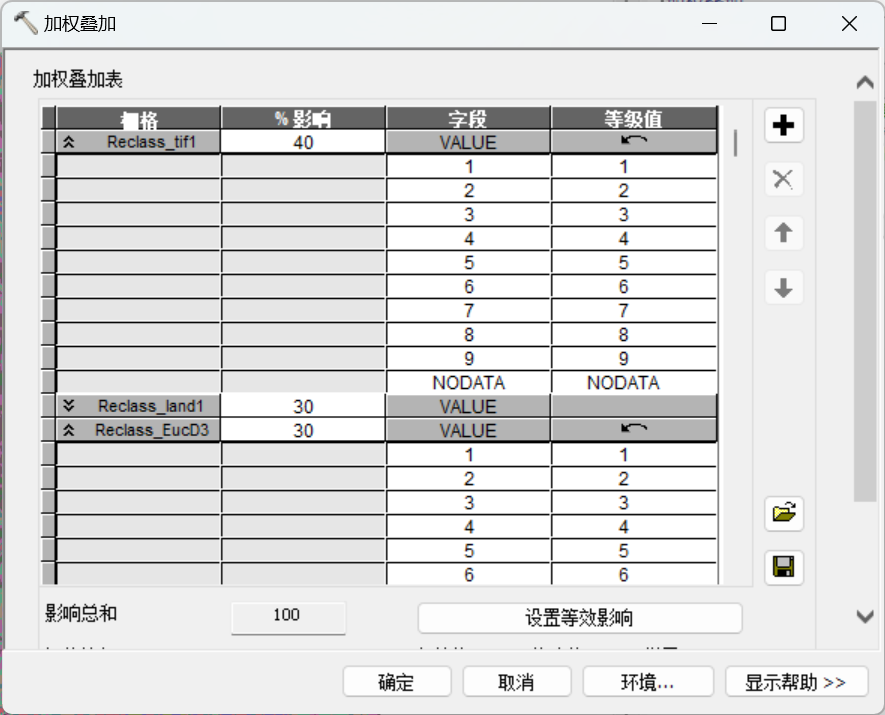 加权叠加
加权叠加表
栅格 % 影响 字段 等级值
Reclass_tif1 40 VALUE
1 1
2 2
3 3
4 4
5 5
6 6
7 7
8 8
9 9
NODATA NODATA
Reclass_land1 30 VALUE
Reclass_EucD3 30 VALUE
1 1
2 2
3 3
4 4
5 5
6 6
影响总和 100 设置等效影响
确定 取消 环境... 显示帮助 >>